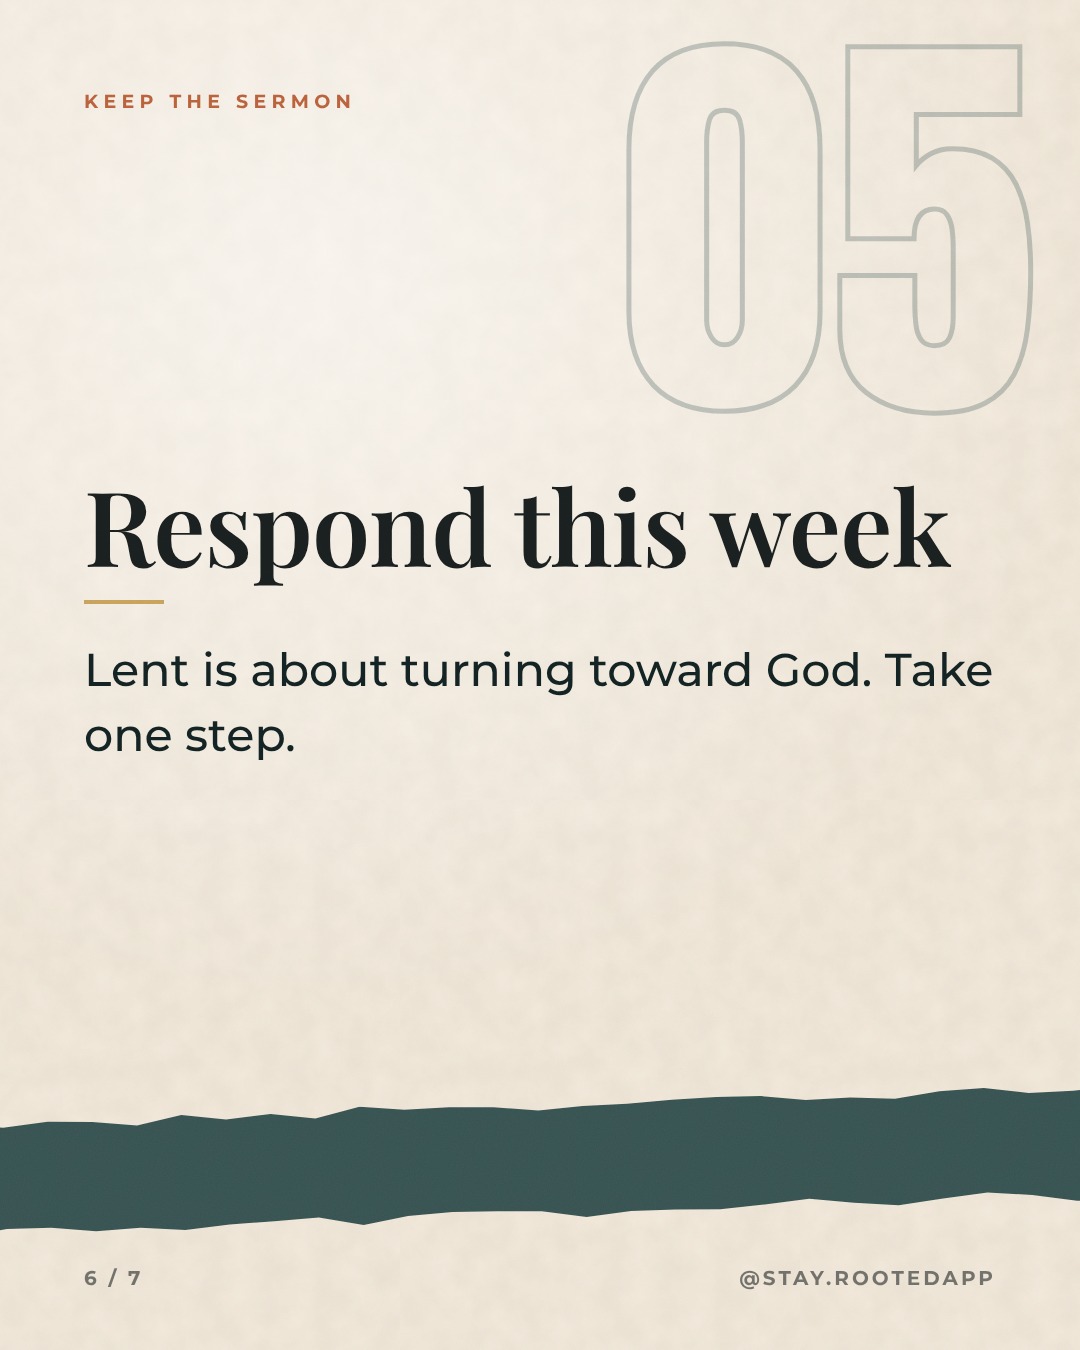 KEEP THE SERMON
05
Respond this week
Lent is about turning toward God. Take
one step.
6 / 7
@STAY.ROOTEDAPP